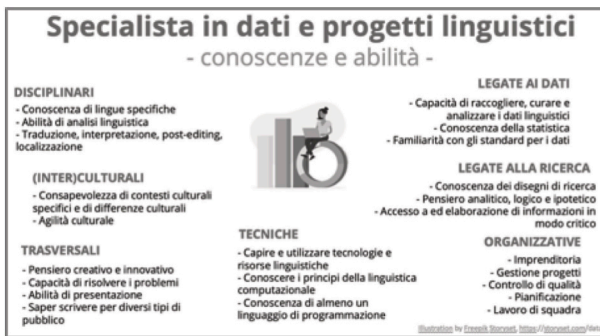 Specialista in dati e progetti linguistici
- conoscenze e abilità -
DISCIPLINARI
- Conoscenza di lingue specifiche
- Abilità di analisi linguistica
- Traduzione, interpretazione, post-editing,
localizzazione
(INTER)CULTURALI
- Consapevolezza di contesti culturali
specifici e di differenze culturali
- Agilità culturale
TRASVERSALI
- Pensiero creativo e innovativo
- Capacità di risolvere i problemi
- Abilità di presentazione
- Saper scrivere per diversi tipi di
pubblico
TECNICHE
- Capire e utilizzare tecnologie e
risorse linguistiche
- Conoscere i principi della linguistica
computazionale
- Conoscenza di almeno un
linguaggio di programmazione
LEGATE AI DATI
- Capacità di raccogliere, curare e
analizzare i dati linguistici
- Conoscenza della statistica
- Familiarità con gli standard per i dati
LEGATE ALLA RICERCA
- Conoscenza dei disegni di ricerca
- Pensiero analitico, logico e ipotetico
- Accesso a ed elaborazione di informazioni in
modo critico
ORGANIZZATIVE
- Imprenditoria
- Gestione progetti
- Controllo di qualità
- Pianificazione
- Lavoro di squadra
Illustration by Freepik Storyset, https://storyset.com/dat